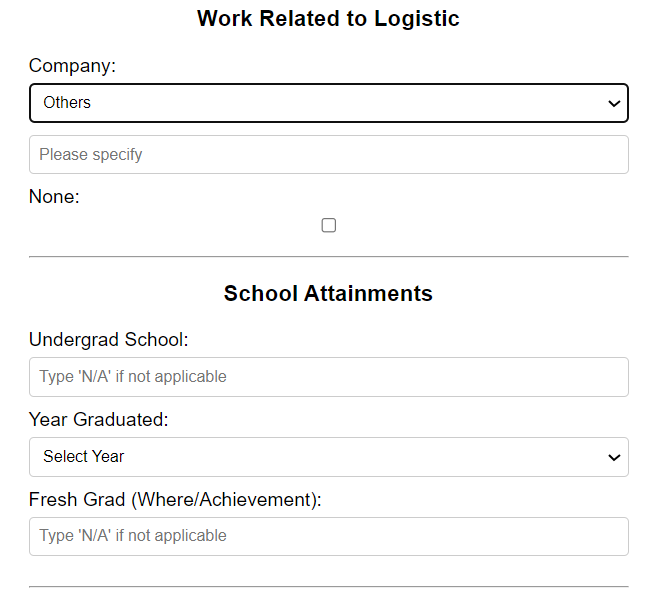 Work Related to Logistic
Company:
Others
Please specify
None:
School Attainments
Undergrad School:
Type 'N/A' if not applicable
Year Graduated:
Select Year
Fresh Grad (Where/Achievement):
Type 'N/A' if not applicable